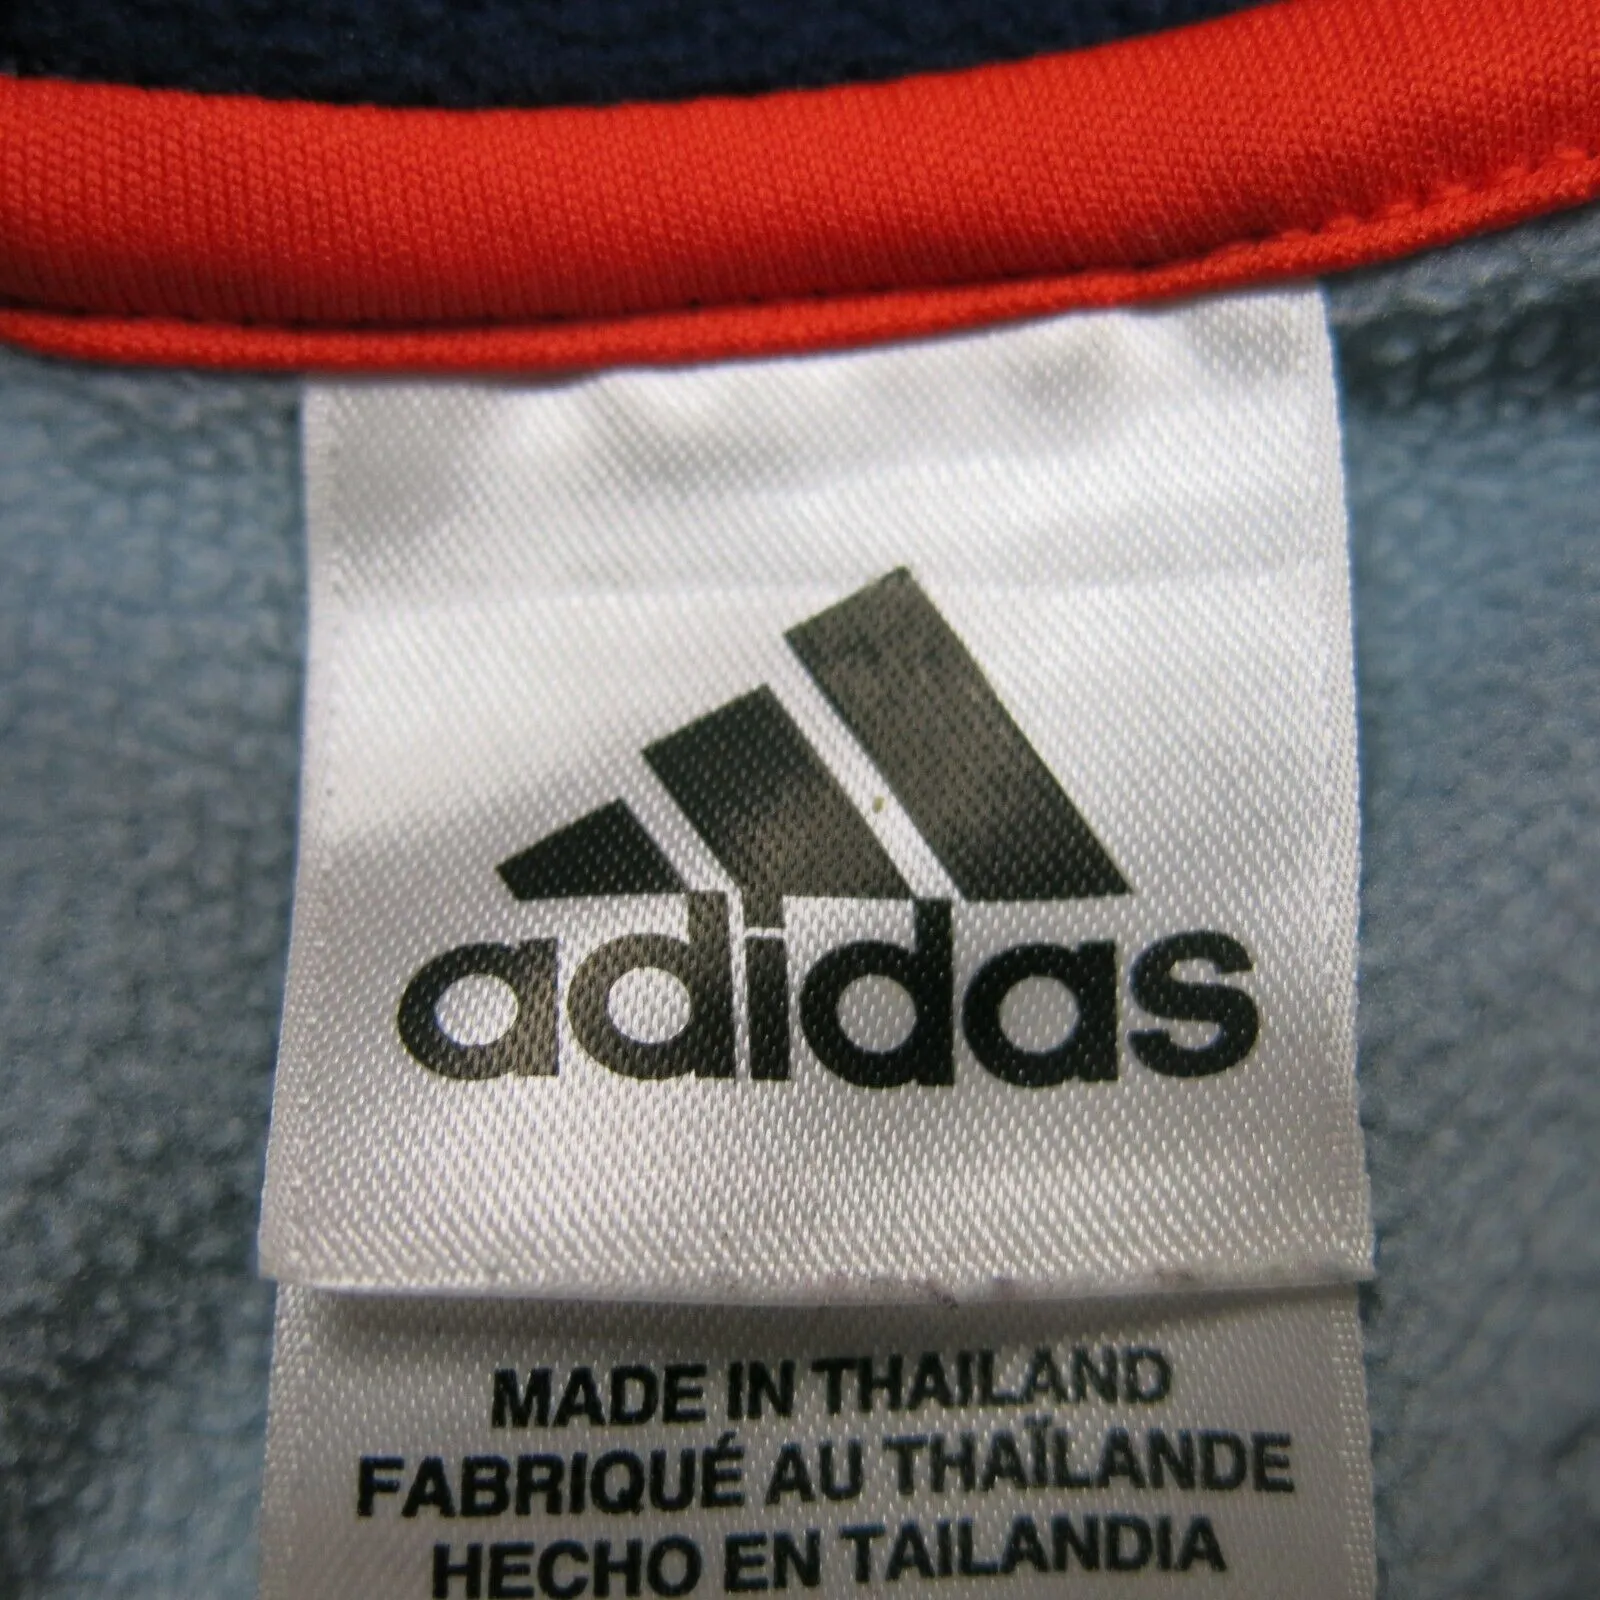 adidas
MADE IN THAILAND
FABRIQUÉ AU THAÏLANDE
HECHO EN TAILANDIA